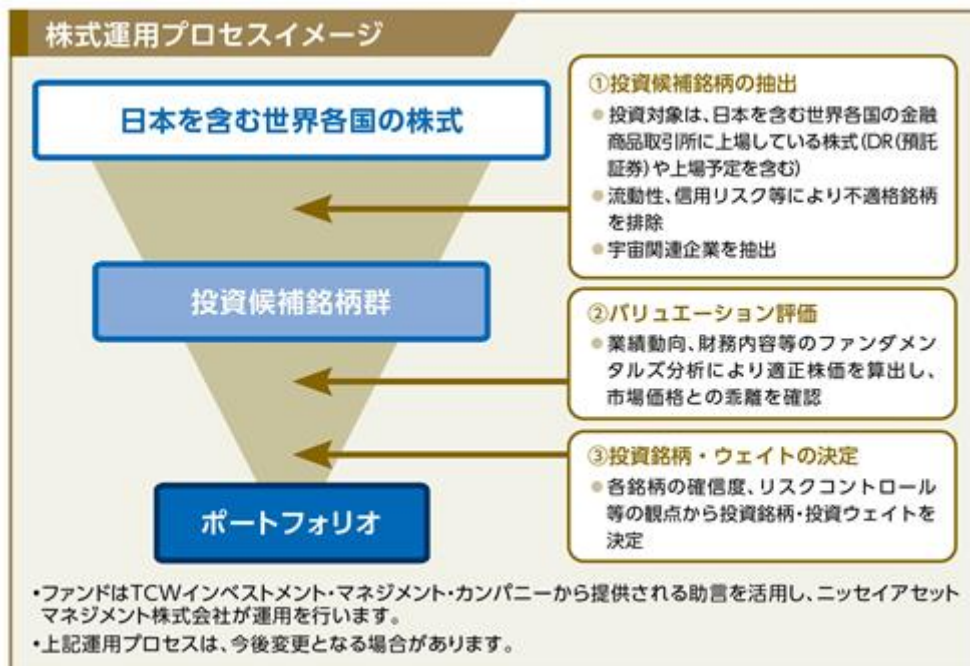 株式運用プロセスイメージ
日本を含む世界各国の株式
①投資候補銘柄の抽出
●投資対象は、日本を含む世界各国の金融
商品取引所に上場している株式(DR(預託
証券)や上場予定を含む)
●流動性、信用リスク等により不適格銘柄
を排除
●宇宙関連企業を抽出
投資候補銘柄群
②バリュエーション評価
●業績動向、財務内容等のファンダメン
タルズ分析により適正株価を算出し、
市場価格との乖離を確認
③投資銘柄・ウェイトの決定
●各銘柄の確信度、リスクコントロール
等の観点から投資銘柄・投資ウェイトを
決定
ポートフォリオ
・ファンドはTCWインベストメント・マネジメント・カンパニーから提供される助言を活用し、ニッセイアセット
マネジメント株式会社が運用を行います。
・上記運用プロセスは、今後変更となる場合があります。